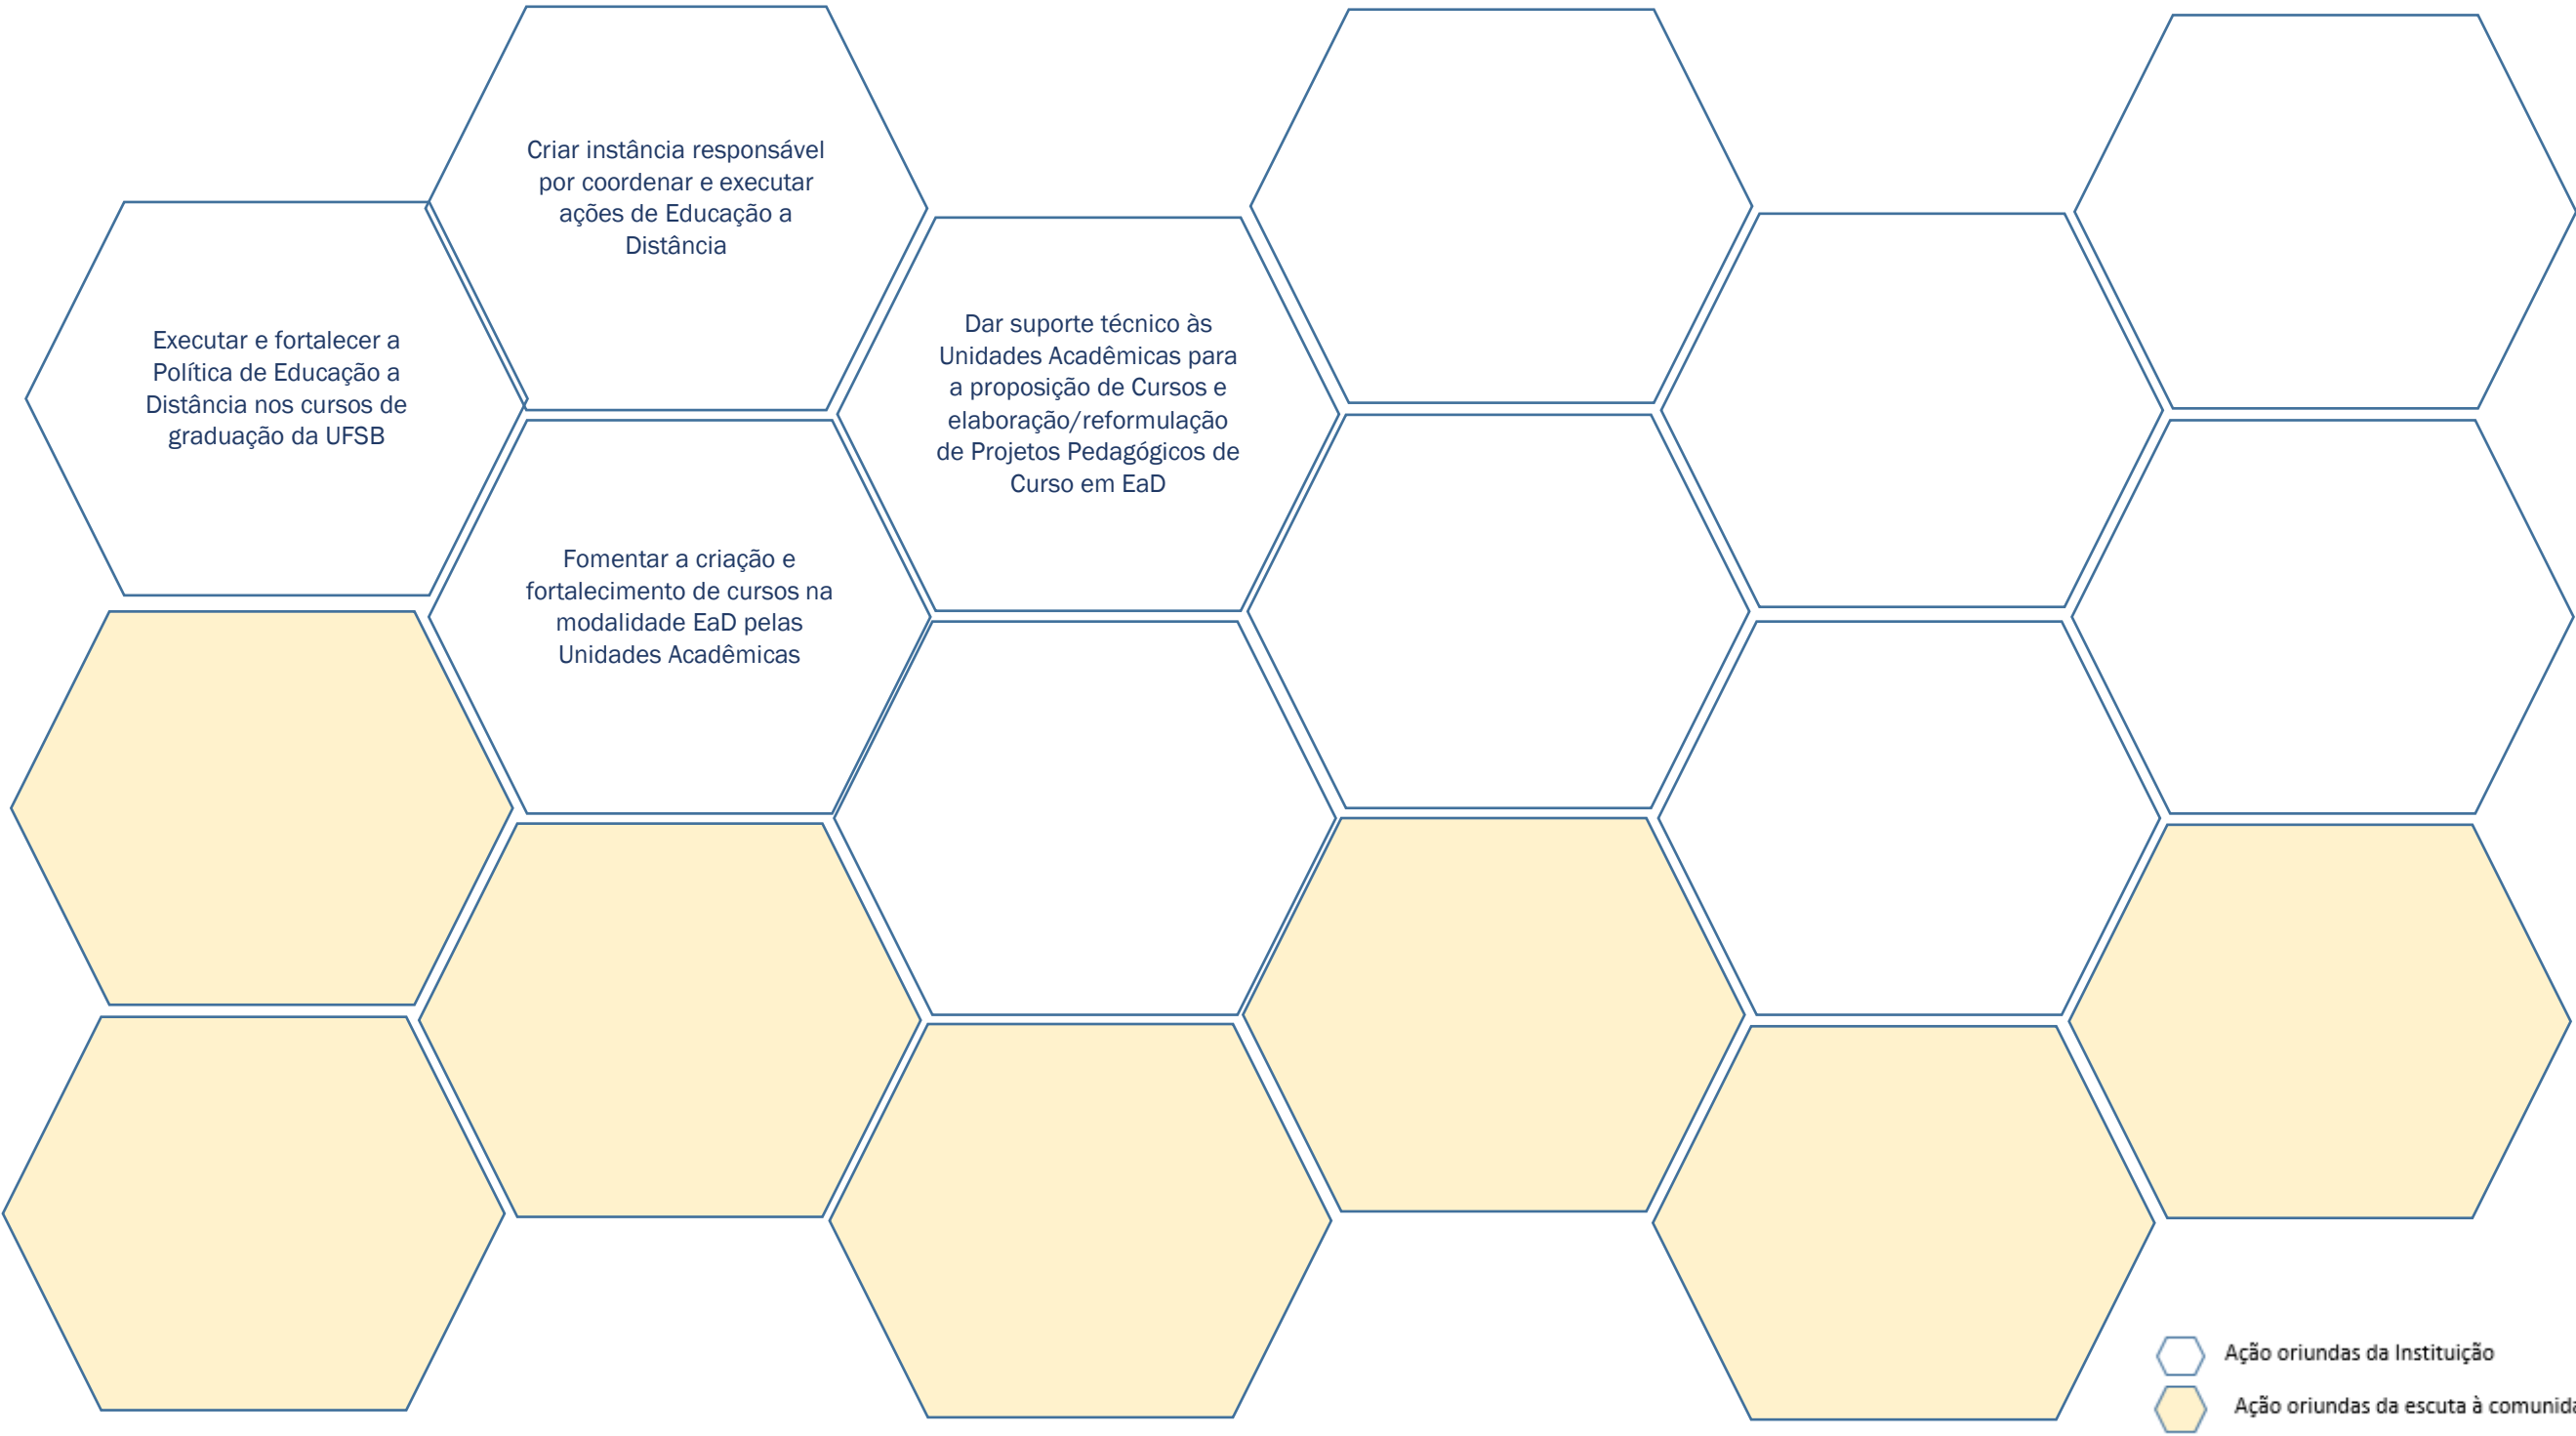 Criar instância responsável
por coordenar e executar
ações de Educação a
Distância
Executar e fortalecer a
Política de Educação a
Distância nos cursos de
graduação da UFSB
Dar suporte técnico às
Unidades Acadêmicas para
a proposição de Cursos e
elaboração/reformulação
de Projetos Pedagógicos de
Curso em EaD
Fomentar a criação e
fortalecimento de cursos na
modalidade EaD pelas
Unidades Acadêmicas
Ação oriundas da Instituição
Ação oriundas da escuta à